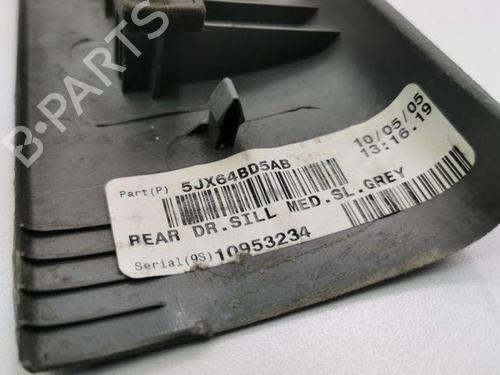 B-PARTS
10/05/05
13:16.19
Part(P) 5JX64BD5AB
REAR DR.SILL MED.SL.GREY
Serial(9S)10953234